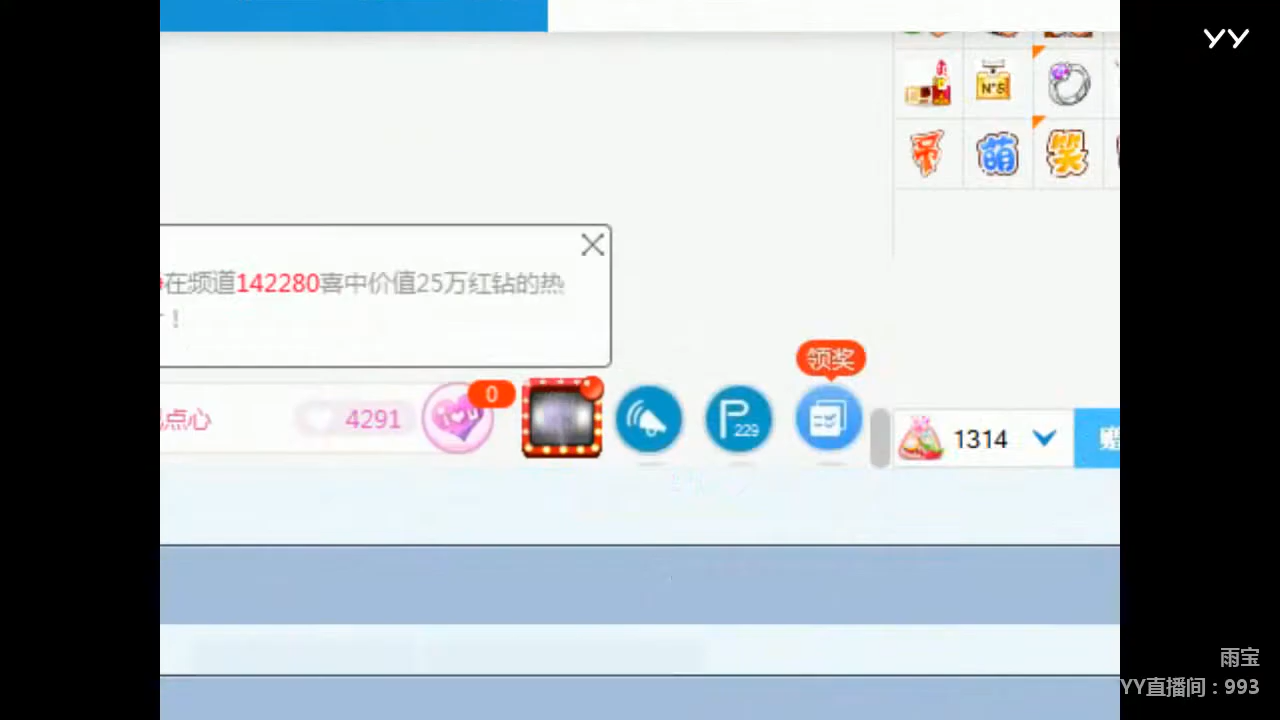 YY
N°5
吊
萌
笑
在频道142280喜中价值25万红钻的热
！
领奖
点心
4291
0
P
229
1314
雨宝
YY直播间：993